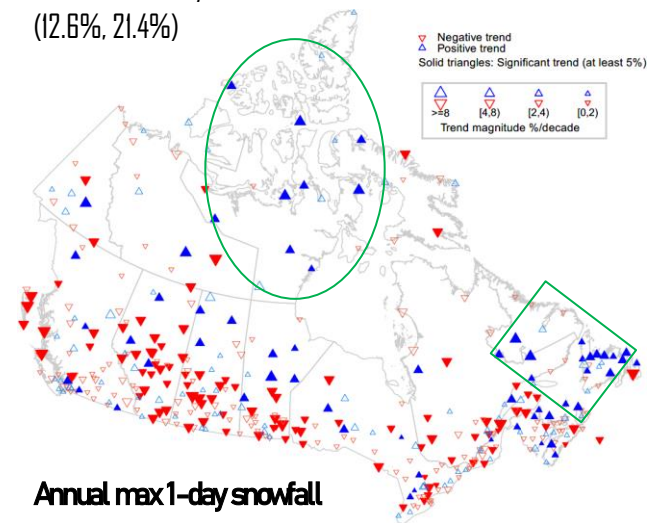 (12.6%, 21.4%)
Negative trend
Positive trend
Solid triangles: Significant trend (at least 5%)
>=8 [4,8) [2,4) [0,2)
Trend magnitude %/decade
Annual max 1-day snowfall